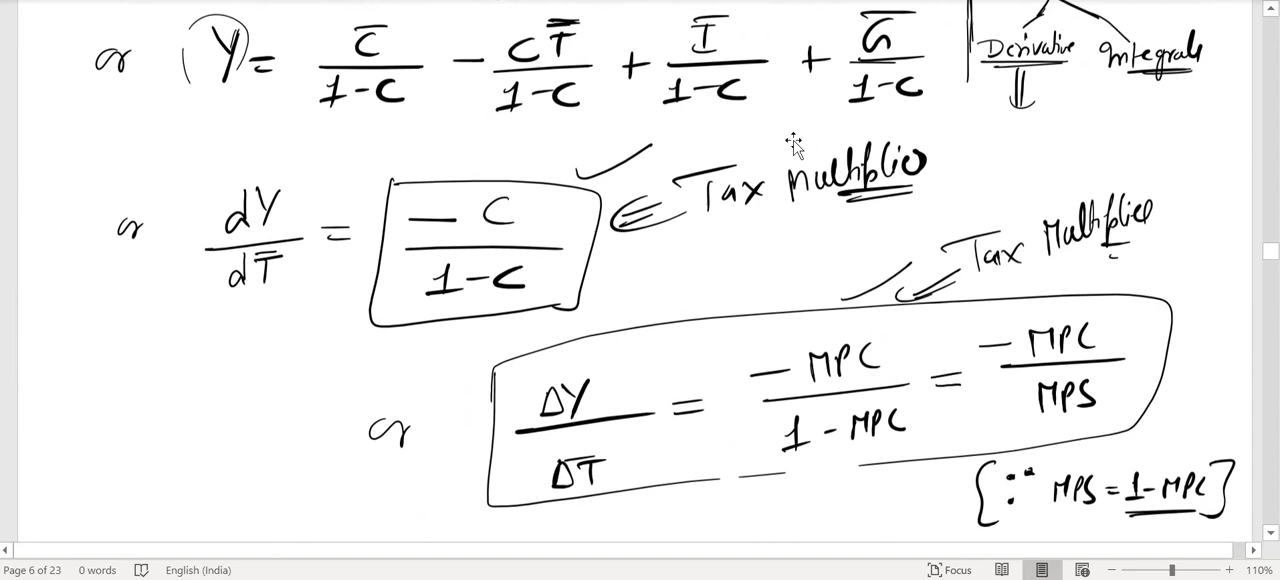 or (Y = C̄/1-C - CT̄/1-C + Ī/1-C + Ḡ/1-C | Derivative Integrals
or dY/dT̄ = -C/1-C ⇐ Tax Multiplier
Tax Multiplier
or ΔY/ΔT̄ = -MPC/1-MPC = -MPC/MPS
{∵ MPS = 1-MPC}
Page 6 of 23 0 words English (India) Focus 110%